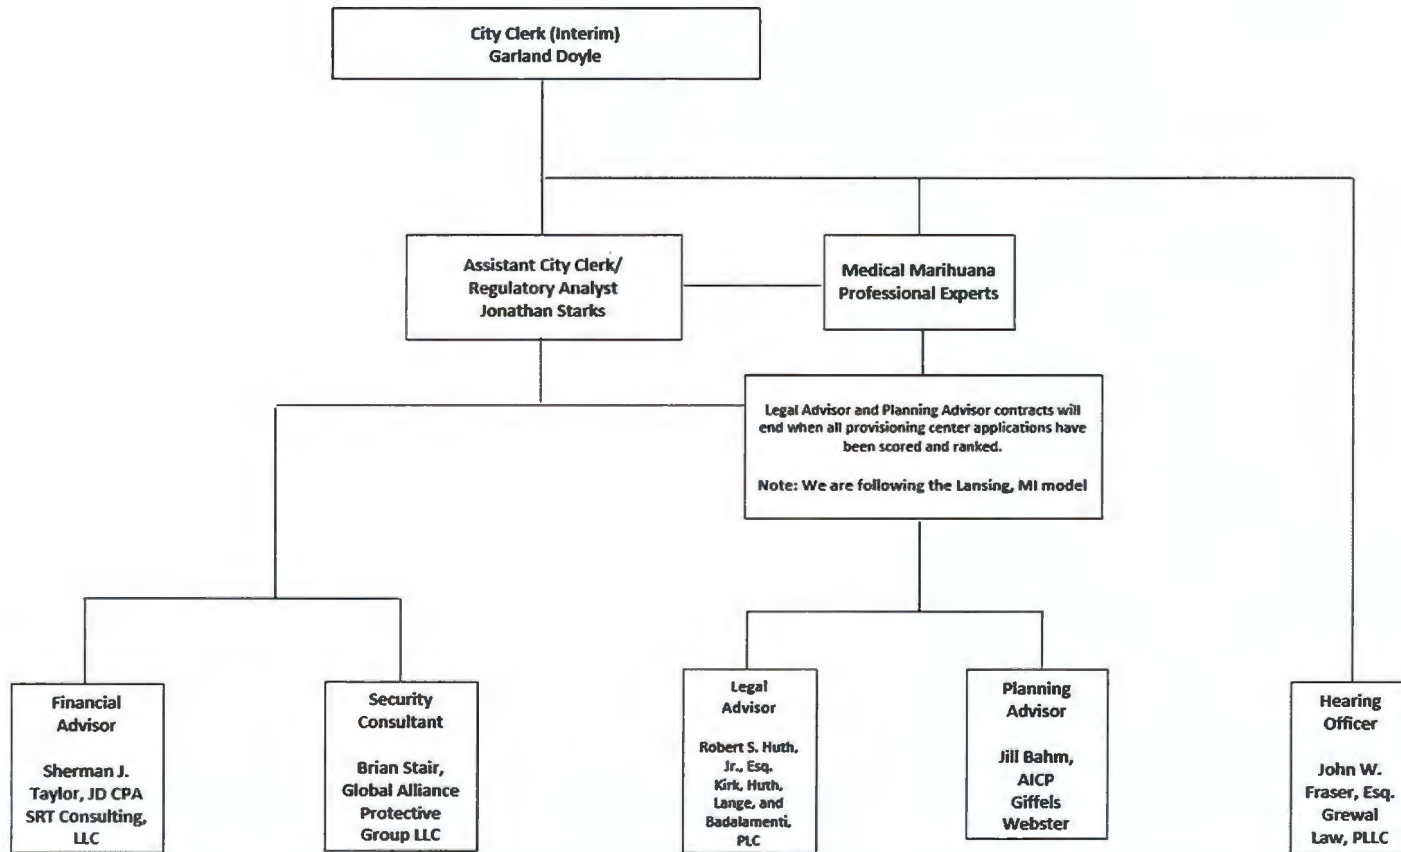 City Clerk (Interim)
Garland Doyle
Assistant City Clerk/
Regulatory Analyst
Jonathan Starks
Medical Marihuana
Professional Experts
Legal Advisor and Planning Advisor contracts will
end when all provisioning center applications have
been scored and ranked.
Note: We are following the Lansing, MI model
Financial
Advisor
Sherman J.
Taylor, JD CPA
SRT Consulting,
LLC
Security
Consultant
Brian Stair,
Global Alliance
Protective
Group LLC
Legal
Advisor
Robert S. Huth,
Jr., Esq.
Kirk, Huth,
Lange, and
Badalamenti,
PLC
Planning
Advisor
Jill Bahm,
AICP
Giffels
Webster
Hearing
Officer
John W.
Fraser, Esq.
Grewal
Law, PLLC